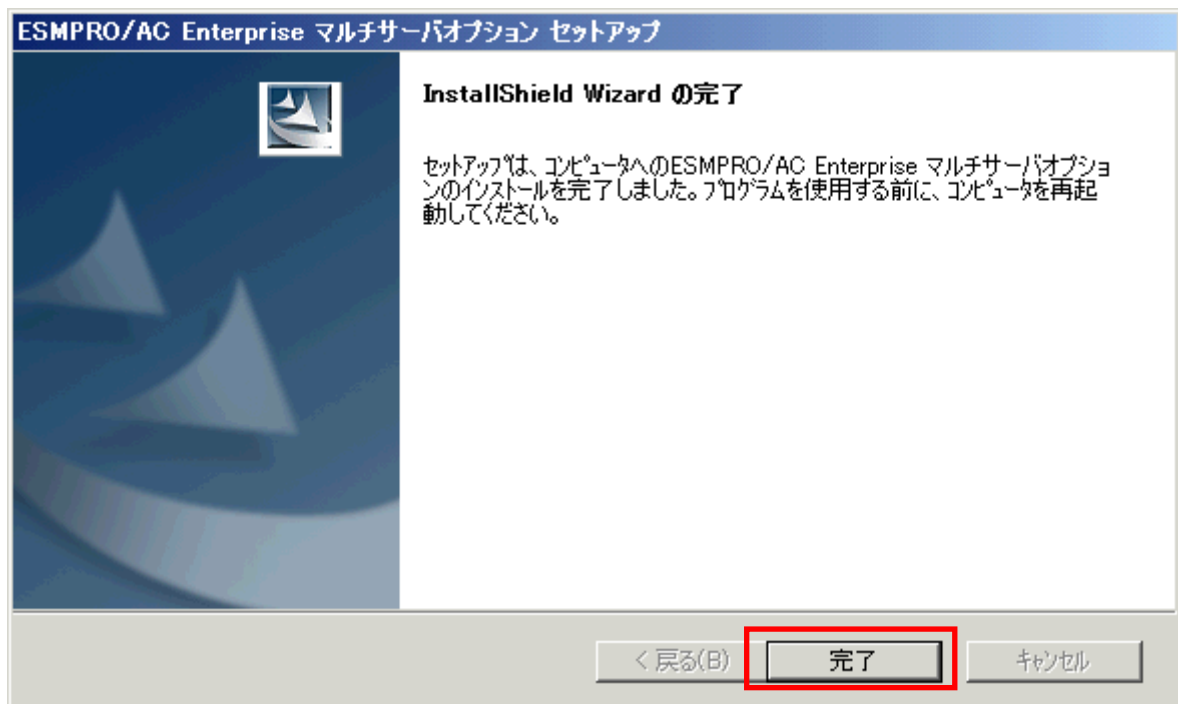 ESMPRO/AC Enterprise マルチサーバオプション セットアップ
InstallShield Wizard の完了
セットアップは、コンピュータへのESMPRO/AC Enterprise マルチサーバオプショ
ンのインストールを完了しました。プログラムを使用する前に、コンピュータを再起
動してください。
< 戻る(B)
完了
キャンセル